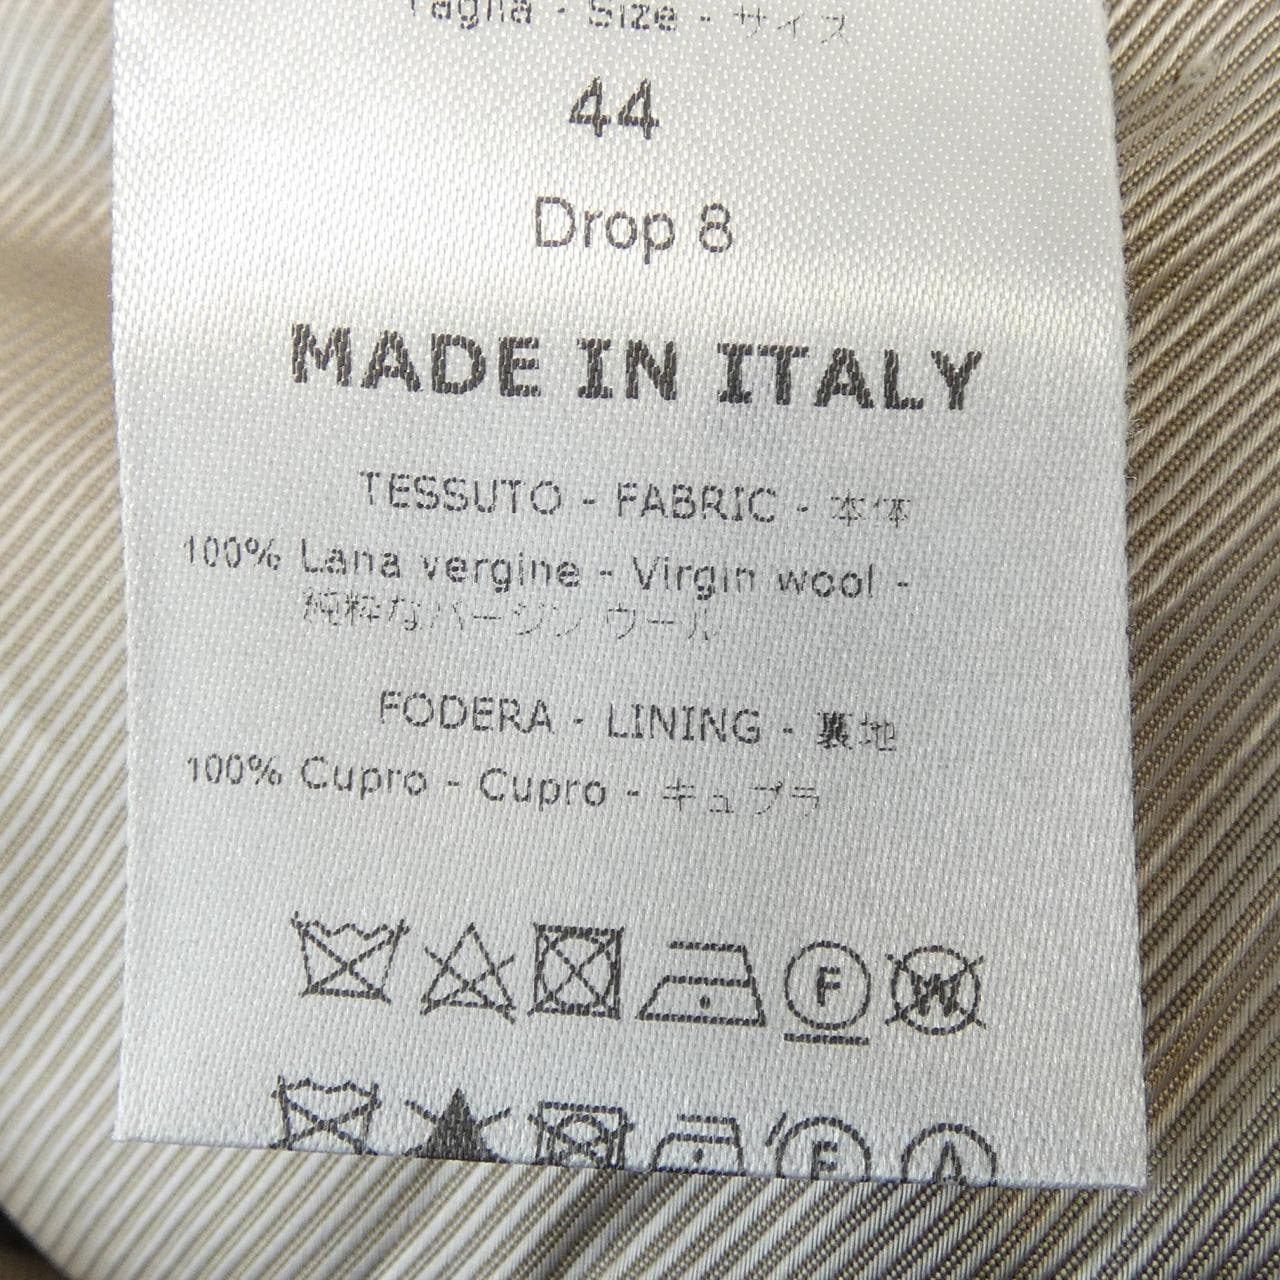 Taglia - Size - サイズ
44
Drop 8
MADE IN ITALY
TESSUTO - FABRIC - 本体
100% Lana vergine - Virgin wool -
純粋なバージン ウール
FODERA - LINING - 裏地
100% Cupro - Cupro - キュプラ
F W
F A